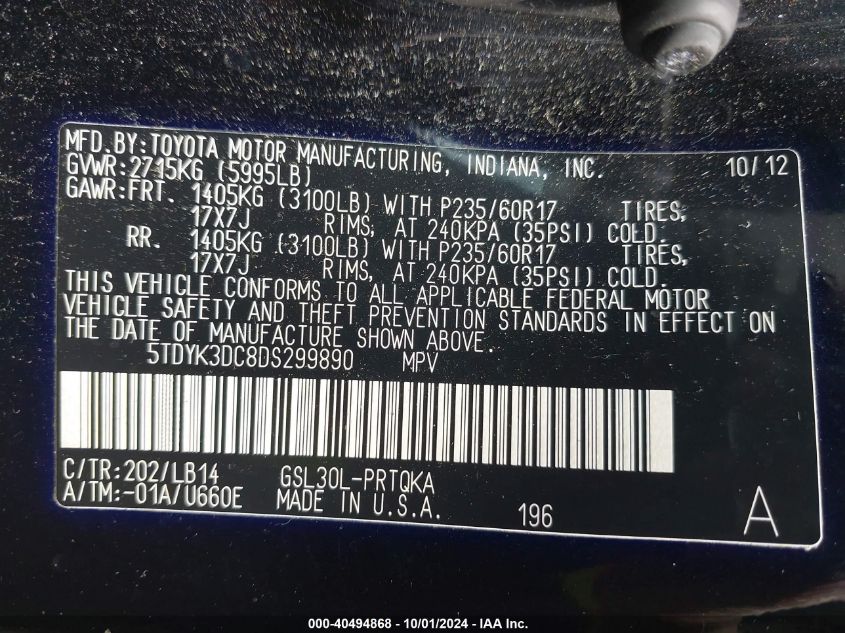 MFD.BY:TOYOTA MOTOR MANUFACTURING, INDIANA, INC. 10/12
GVWR:2715KG (5995LB)
GAWR:FRT. 1405KG (3100LB) WITH P235/60R17 TIRES,
17X7J RIMS, AT 240KPA (35PSI) COLD.
RR. 1405KG (3100LB) WITH P235/60R17 TIRES,
17X7J RIMS, AT 240KPA (35PSI) COLD.
THIS VEHICLE CONFORMS TO ALL APPLICABLE FEDERAL MOTOR
VEHICLE SAFETY AND THEFT PREVENTION STANDARDS IN EFFECT ON
THE DATE OF MANUFACTURE SHOWN ABOVE.
5TDYK3DC8DS299890 MPV
C/TR:202/LB14 GSL30L-PRTQKA
A/TM:-01A/U660E MADE IN U.S.A. 196 A
000-40494868 - 10/01/2024 - IAA Inc.